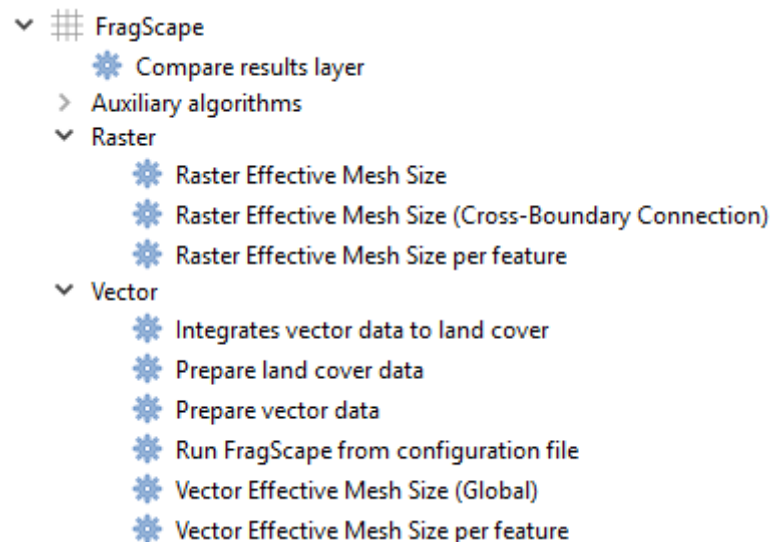 FragScape
Compare results layer
Auxiliary algorithms
Raster
Raster Effective Mesh Size
Raster Effective Mesh Size (Cross-Boundary Connection)
Raster Effective Mesh Size per feature
Vector
Integrates vector data to land cover
Prepare land cover data
Prepare vector data
Run FragScape from configuration file
Vector Effective Mesh Size (Global)
Vector Effective Mesh Size per feature